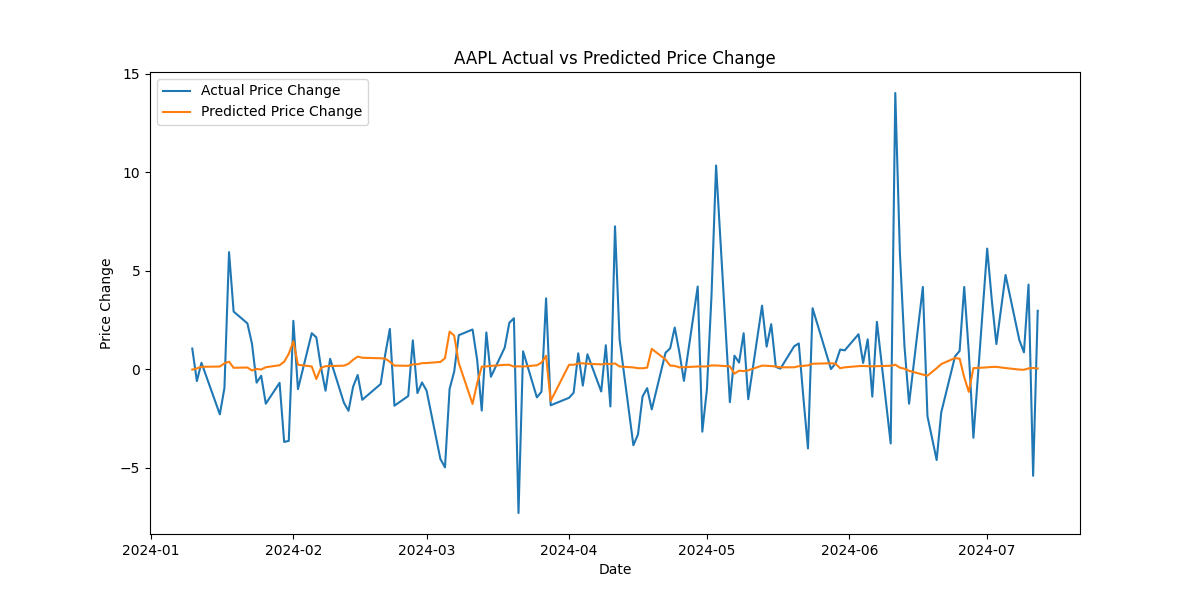 AAPL Actual vs Predicted Price Change
Actual Price Change
Predicted Price Change
Price Change
15
10
5
0
−5
2024-01
2024-02
2024-03
2024-04
2024-05
2024-06
2024-07
Date